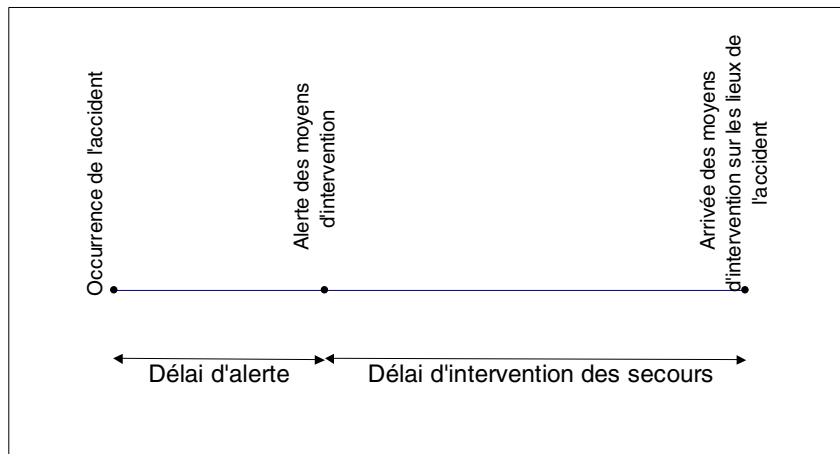 Occurrence de l'accident
Alerte des moyens
d'intervention
Arrivée des moyens
d'intervention sur les lieux de
l'accident
Délai d'alerte
Délai d'intervention des secours